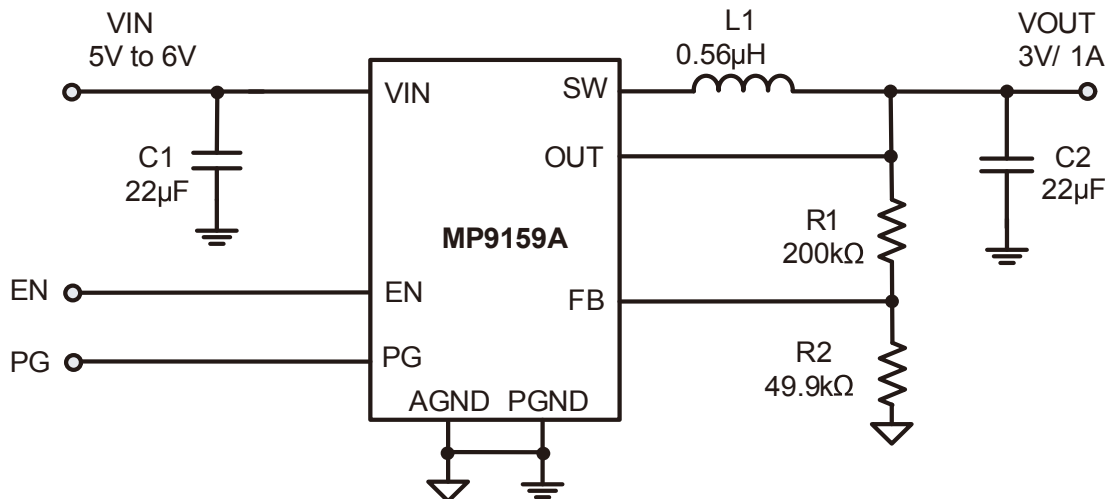 VIN
5V to 6V
L1
0.56µH
VOUT
3V/ 1A
VIN
SW
C1
22µF
OUT
C2
22µF
MP9159A
R1
200kΩ
EN
EN
FB
PG
PG
R2
49.9kΩ
AGND PGND